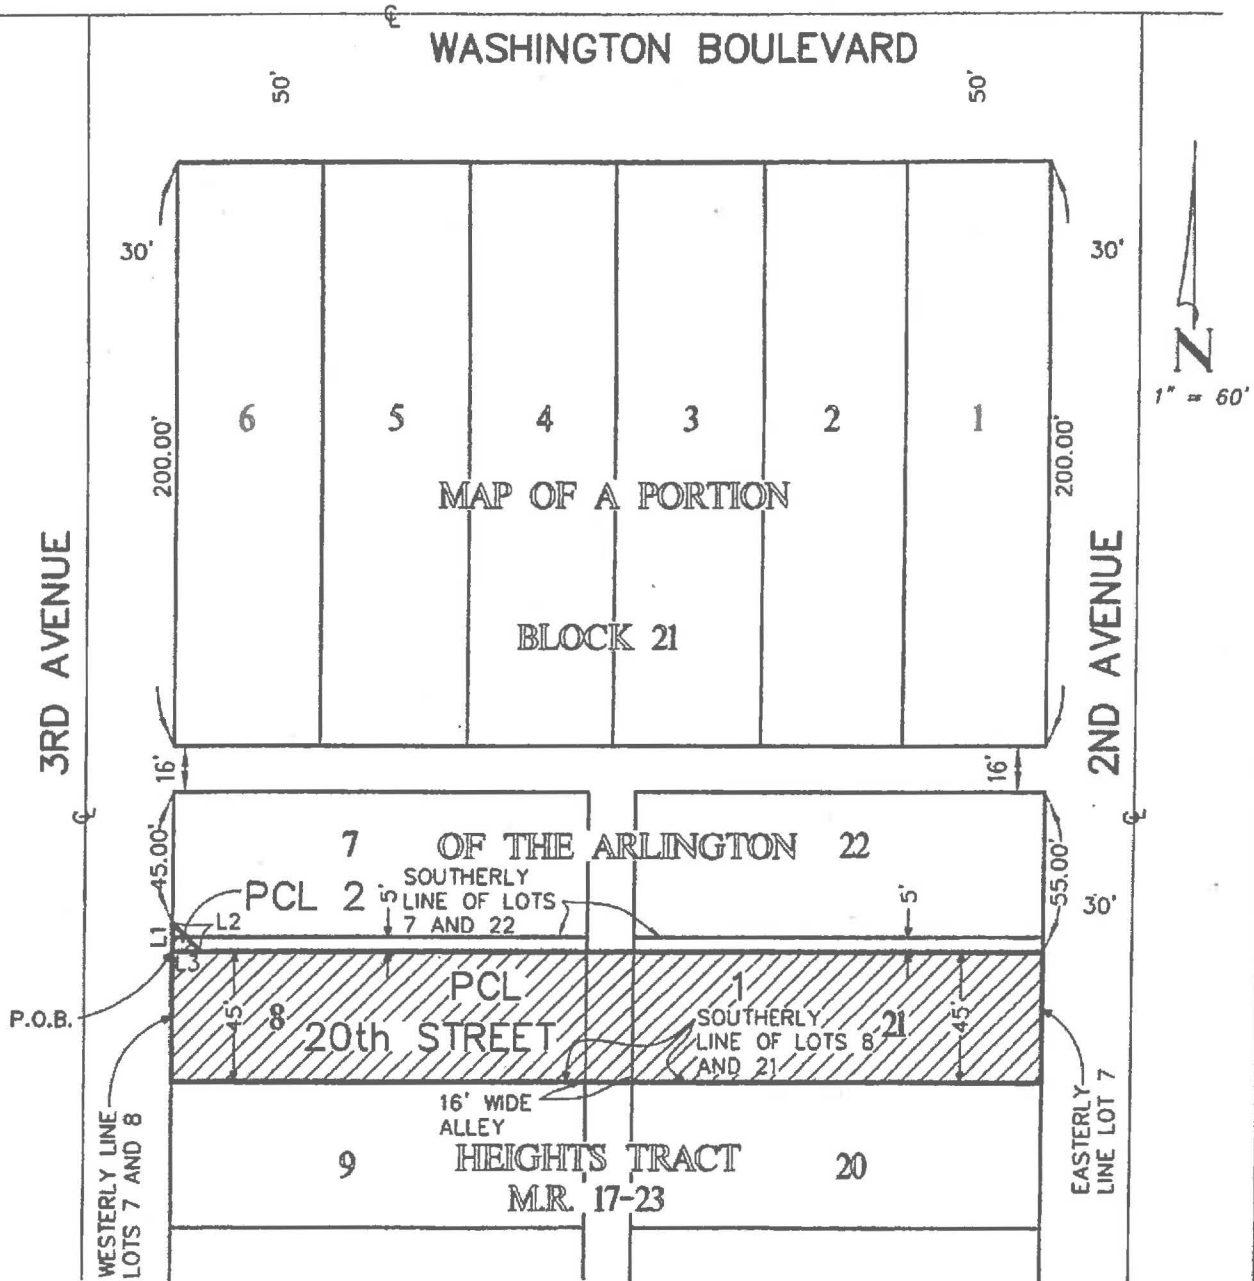 ℄
WASHINGTON BOULEVARD
50'
50'
30'
30'
N
1" = 60'
6
5
4
3
2
1
200.00'
200.00'
MAP OF A PORTION
BLOCK 21
3RD AVENUE
2ND AVENUE
16'
16'
℄
℄
45.00'
7
OF THE ARLINGTON
22
55.00'
30'
PCL 2
5'
SOUTHERLY
LINE OF LOTS
7 AND 22
5'
L1
L2
L3
P.O.B.
PCL 1
45'
8
20th STREET
SOUTHERLY
LINE OF LOTS 8
AND 21
21
45'
16' WIDE
ALLEY
WESTERLY LINE
LOTS 7 AND 8
EASTERLY
LINE LOT 7
9
HEIGHTS TRACT
20
M.R. 17-23